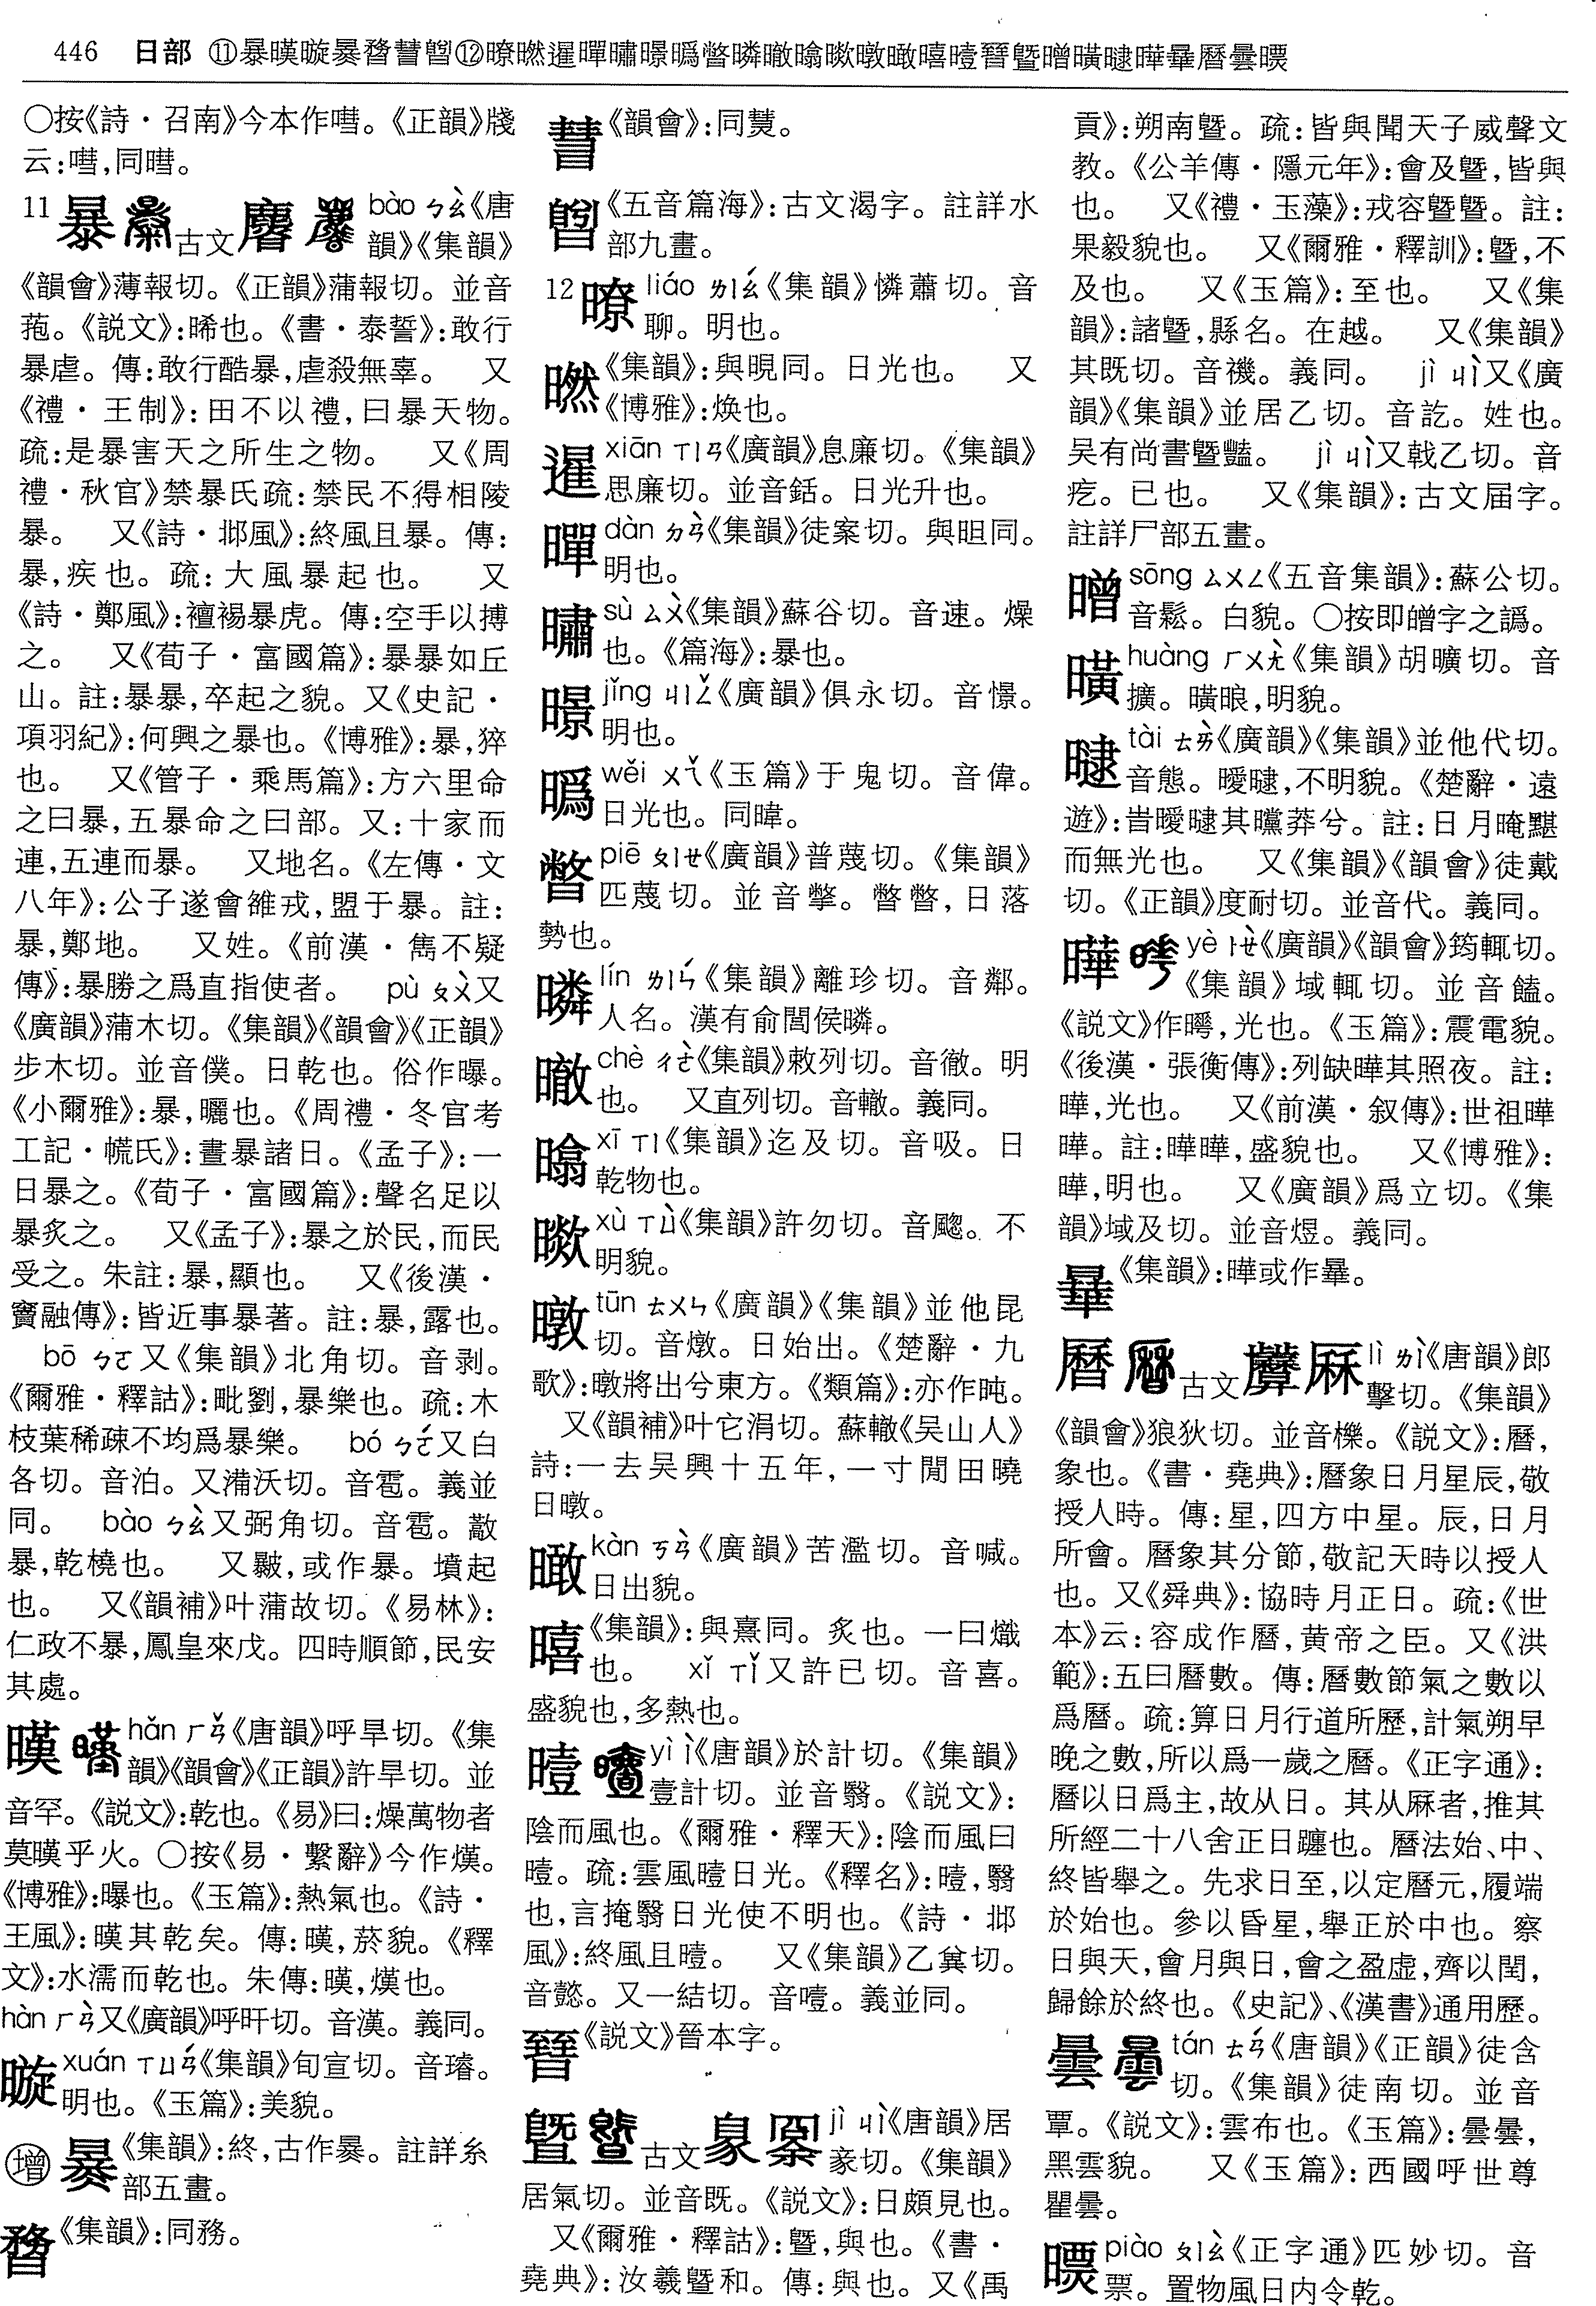 446 日部 ⑪暴暵暶㬥暓暬⑫暸㬗暹暺㬘暻㬙暼暽㬚㬛㬞暾瞰暿曀曁曁曾曂曃曄曅曆曇㬓
○按《詩·召南》今本作嘒。《正韻》牋
云:嘒,同暳。
11 暴 古文 bào ㄅㄠˋ《唐
韻》《集韻》
《韻會》薄報切。《正韻》蒲報切。並音
菢。《説文》:晞也。《書·泰誓》:敢行
暴虐。傳:敢行酷暴,虐殺無辜。 又
《禮·王制》:田不以禮,曰暴天物。
疏:是暴害天之所生之物。 又《周
禮·秋官》禁暴氏疏:禁民不得相陵
暴。 又《詩·邶風》:終風且暴。傳:
暴,疾也。疏:大風暴起也。 又
《詩·鄭風》:襢裼暴虎。傳:空手以搏
之。 又《荀子·富國篇》:暴暴如丘
山。註:暴暴,卒起之貌。又《史記·
項羽紀》:何興之暴也。《博雅》:暴,猝
也。 又《管子·乘馬篇》:方六里命
之曰暴,五暴命之曰部。又:十家而
連,五連而暴。 又地名。《左傳·文
八年》:公子遂會雒戎,盟于暴。註:
暴,鄭地。 又姓。《前漢·雋不疑
傳》:暴勝之爲直指使者。 pù ㄆㄨˋ又
《廣韻》蒲木切。《集韻》《韻會》《正韻》
步木切。並音僕。日乾也。俗作曝。
《小爾雅》:暴,曬也。《周禮·冬官考
工記·㡛氏》:晝暴諸日。《孟子》:一
日暴之。《荀子·富國篇》:聲名足以
暴炙之。 又《孟子》:暴之於民,而民
受之。朱註:暴,顯也。 又《後漢·
竇融傳》:皆近事暴著。註:暴,露也。
bō ㄅㄛ又《集韻》北角切。音剥。
《爾雅·釋詁》:毗劉,暴樂也。疏:木
枝葉稀疎不均爲暴樂。 bó ㄅㄛˊ又白
各切。音泊。又㵊沃切。音雹。義並
同。 bào ㄅㄠˋ又弼角切。音雹。㪍
暴,乾橈也。 又㿺,或作暴。墳起
也。 又《韻補》叶蒲故切。《易林》:
仁政不暴,鳳皇來戊。四時順節,民安
其處。
暵 hǎn ㄏㄢˇ《唐韻》呼旱切。《集
韻》《韻會》《正韻》許旱切。並
音罕。《説文》:乾也。《易》曰:燥萬物者
莫暵乎火。○按《易·繫辭》今作熯。
《博雅》:曝也。《玉篇》:熱氣也。《詩·
王風》:暵其乾矣。傳:暵,菸貌。《釋
文》:水濡而乾也。朱傳:暵,熯也。
hàn ㄏㄢˋ又《廣韻》呼旰切。音漢。義同。
暶 xuán ㄒㄩㄢˊ《集韻》旬宣切。音璿。
明也。《玉篇》:美貌。
增 㬥《集韻》:終,古作㬥。註詳糸
部五畫。
暓《集韻》:同務。
暬《韻會》:同㬜。
《五音篇海》:古文渴字。註詳水
部九畫。
12 暸 liáo ㄌㄧㄠˊ《集韻》憐蕭切。音
聊。明也。
㬗《集韻》:與晛同。日光也。 又
《博雅》:煥也。
暹 xiān ㄒㄧㄢ《廣韻》息廉切。《集韻》
思廉切。並音銛。日光升也。
暺 dàn ㄉㄢˋ《集韻》徒案切。與旦同。
明也。
㬘 sù ㄙㄨˋ《集韻》蘇谷切。音速。燥
也。《篇海》:暴也。
暻 jǐng ㄐㄧㄥˇ《廣韻》俱永切。音憬。
明也。
㬙 wěi ㄨㄟˇ《玉篇》于鬼切。音偉。
日光也。同暐。
暼 piē ㄆㄧㄝ《廣韻》普蔑切。《集韻》
匹蔑切。並音擎。暼暼,日落
勢也。
暽 lín ㄌㄧㄣˊ《集韻》離珍切。音鄰。
人名。漢有俞閭侯暽。
㬚 chè ㄔㄜˋ《集韻》敕列切。音徹。明
也。 又直列切。音轍。義同。
㬛 xī ㄒㄧ《集韻》迄及切。音吸。日
乾物也。
㬞 xù ㄒㄩˋ《集韻》許勿切。音颮。不
明貌。
暾 tūn ㄊㄨㄣ《廣韻》《集韻》並他昆
切。音燉。日始出。《楚辭·九
歌》:暾將出兮東方。《類篇》:亦作旽。
又《韻補》叶它涓切。蘇轍《吴山人》
詩:一去吴興十五年,一寸閒田曉
日暾。
瞰 kàn ㄎㄢˋ《廣韻》苦濫切。音喊。
日出貌。
暿《集韻》:與熹同。炙也。一曰熾
也。 xǐ ㄒㄧˇ又許已切。音喜。
盛貌也,多熱也。
曀 yì ㄧˋ《唐韻》於計切。《集韻》
壹計切。並音翳。《説文》:
陰而風也。《爾雅·釋天》:陰而風曰
曀。疏:雲風曀日光。《釋名》:曀,翳
也,言掩翳日光使不明也。《詩·邶
風》:終風且曀。 又《集韻》乙冀切。
音懿。又一結切。音噎。義並同。
《説文》晉本字。
曁 古文 jì ㄐㄧˋ《唐韻》居
豙切。《集韻》
居氣切。並音既。《説文》:日頗見也。
又《爾雅·釋詁》:曁,與也。《書·
堯典》:汝羲曁和。傳:與也。又《禹
貢》:朔南曁。疏:皆與聞天子威聲文
教。《公羊傳·隱元年》:會及曁,皆與
也。 又《禮·玉藻》:戎容曁曁。註:
果毅貌也。 又《爾雅·釋訓》:曁,不
及也。 又《玉篇》:至也。 又《集
韻》:諸曁,縣名。在越。 又《集韻》
其既切。音禨。義同。 jì ㄐㄧˋ又《廣
韻》《集韻》並居乙切。音訖。姓也。
吴有尚書曁豔。 jì ㄐㄧˋ又戟乙切。音
疙。已也。 又《集韻》:古文届字。
註詳尸部五畫。
sōng ㄙㄨㄥ《五音集韻》:蘇公切。
音鬆。白貌。○按即㬝字之譌。
曂 huàng ㄏㄨㄤˋ《集韻》胡曠切。音
擴。曂㫰,明貌。
曃 tài ㄊㄞˋ《廣韻》《集韻》並他代切。
音態。曖曃,不明貌。《楚辭·遠
遊》:旹曖曃其曭莽兮。註:日月晻黮
而無光也。 又《集韻》《韻會》徒戴
切。《正韻》度耐切。並音代。義同。
曄 yè ㄧㄝˋ《廣韻》《韻會》筠輒切。
《集韻》域輒切。並音饁。
《説文》作㬒,光也。《玉篇》:震電貌。
《後漢·張衡傳》:列缺曄其照夜。註:
曄,光也。 又《前漢·叙傳》:世祖曄
曄。註:曄曄,盛貌也。 又《博雅》:
曄,明也。 又《廣韻》爲立切。《集
韻》域及切。並音煜。義同。
曅《集韻》:曄或作曅。
曆 古文 lì ㄌㄧˋ《唐韻》郎
擊切。《集韻》
《韻會》狼狄切。並音櫟。《説文》:曆,
象也。《書·堯典》:曆象日月星辰,敬
授人時。傳:星,四方中星。辰,日月
所會。曆象其分節,敬記天時以授人
也。又《舜典》:協時月正日。疏:《世
本》云:容成作曆,黄帝之臣。又《洪
範》:五曰曆數。傳:曆數節氣之數以
爲曆。疏:算日月行道所歷,計氣朔早
晚之數,所以爲一歲之曆。《正字通》:
曆以日爲主,故从日。其从厤者,推其
所經二十八舍正日躔也。曆法始、中、
終皆舉之。先求日至,以定曆元,履端
於始也。參以昏星,舉正於中也。察
日與天,會月與日,會之盈虚,齊以閏,
歸餘於終也。《史記》、《漢書》通用歷。
曇 tán ㄊㄢˊ《唐韻》《正韻》徒含
切。《集韻》徒南切。並音
覃。《説文》:雲布也。《玉篇》:曇曇,
黑雲貌。 又《玉篇》:西國呼世尊
瞿曇。
㬓 piào ㄆㄧㄠˋ《正字通》匹妙切。音
票。置物風日内令乾。